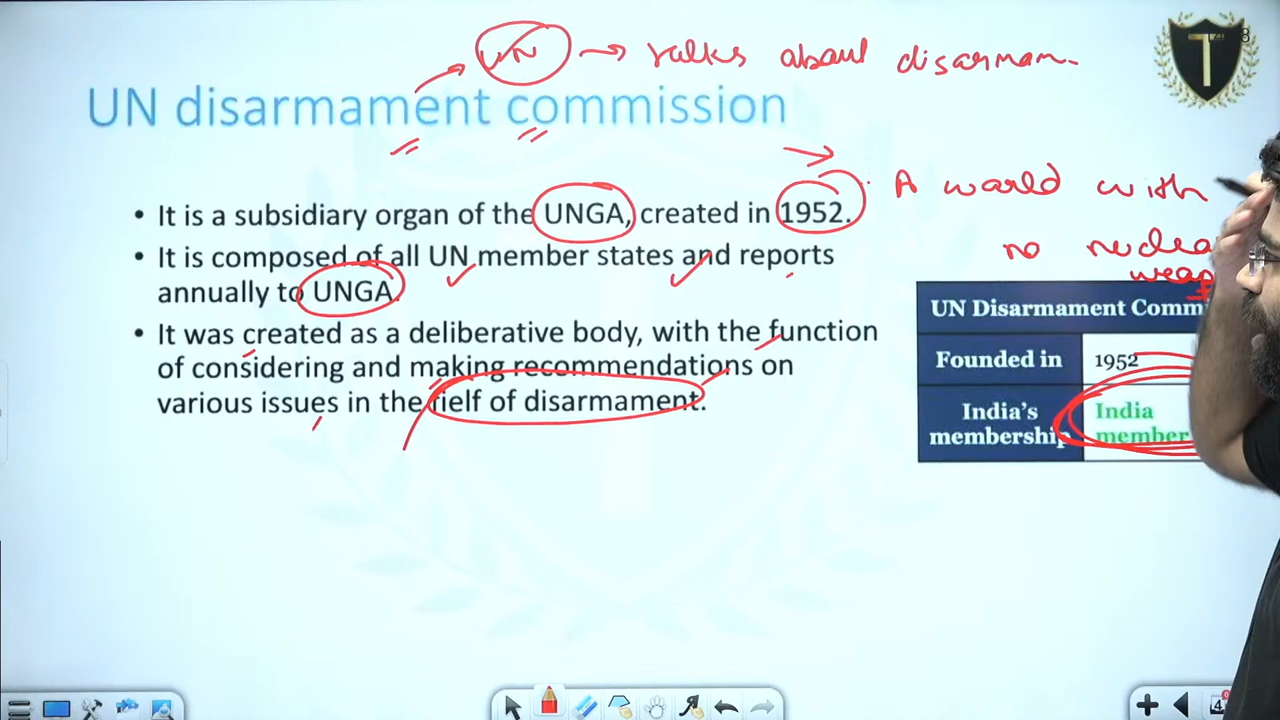 UN → talks about disarmam.
UN disarmament commission
→ A world with
no nuclea
weap
• It is a subsidiary organ of the UNGA, created in 1952.
• It is composed of all UN member states and reports
annually to UNGA.
• It was created as a deliberative body, with the function
of considering and making recommendations on
various issues in the fielf of disarmament.
UN Disarmament Comm
Founded in 1952
India's
membership
India
member
T